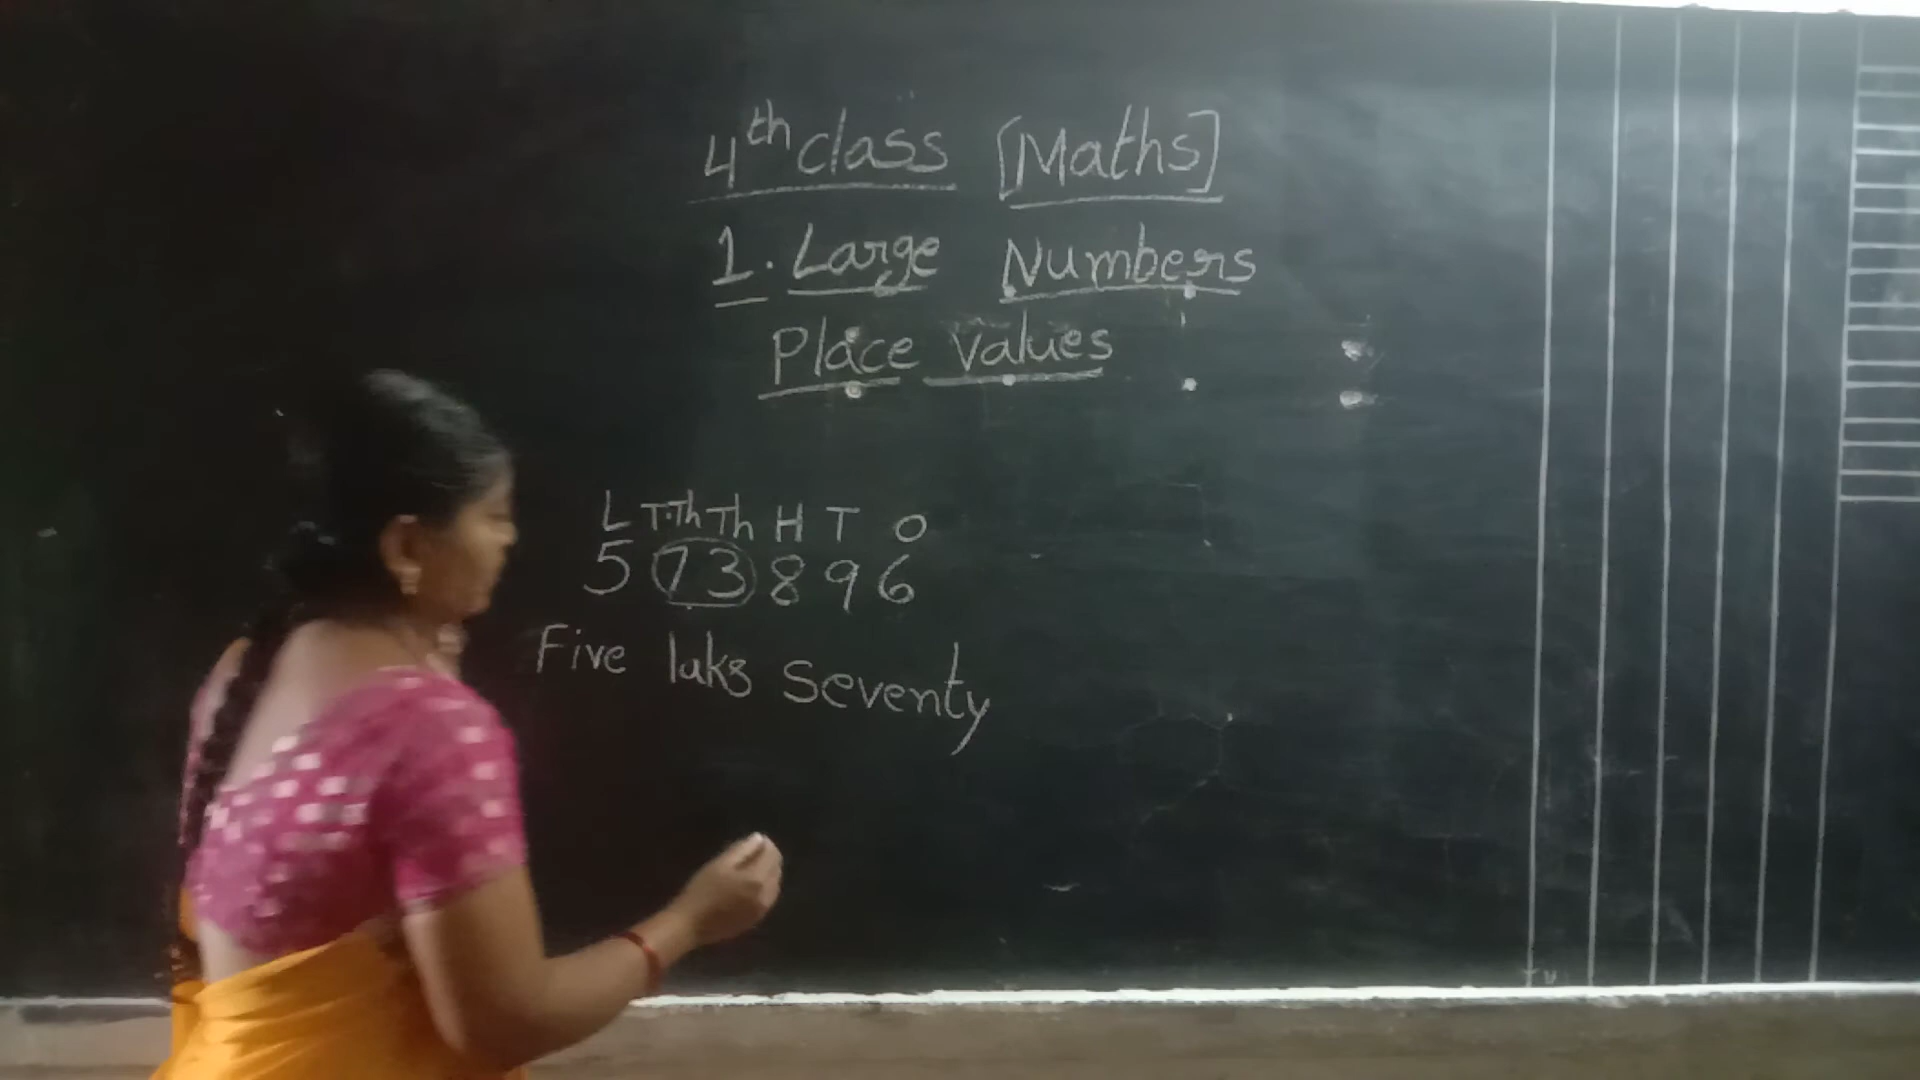 4th class [Maths]
1. Large Numbers
Place values
L T.Th Th H T O
5 7 3 8 9 6
Five laks Seventy